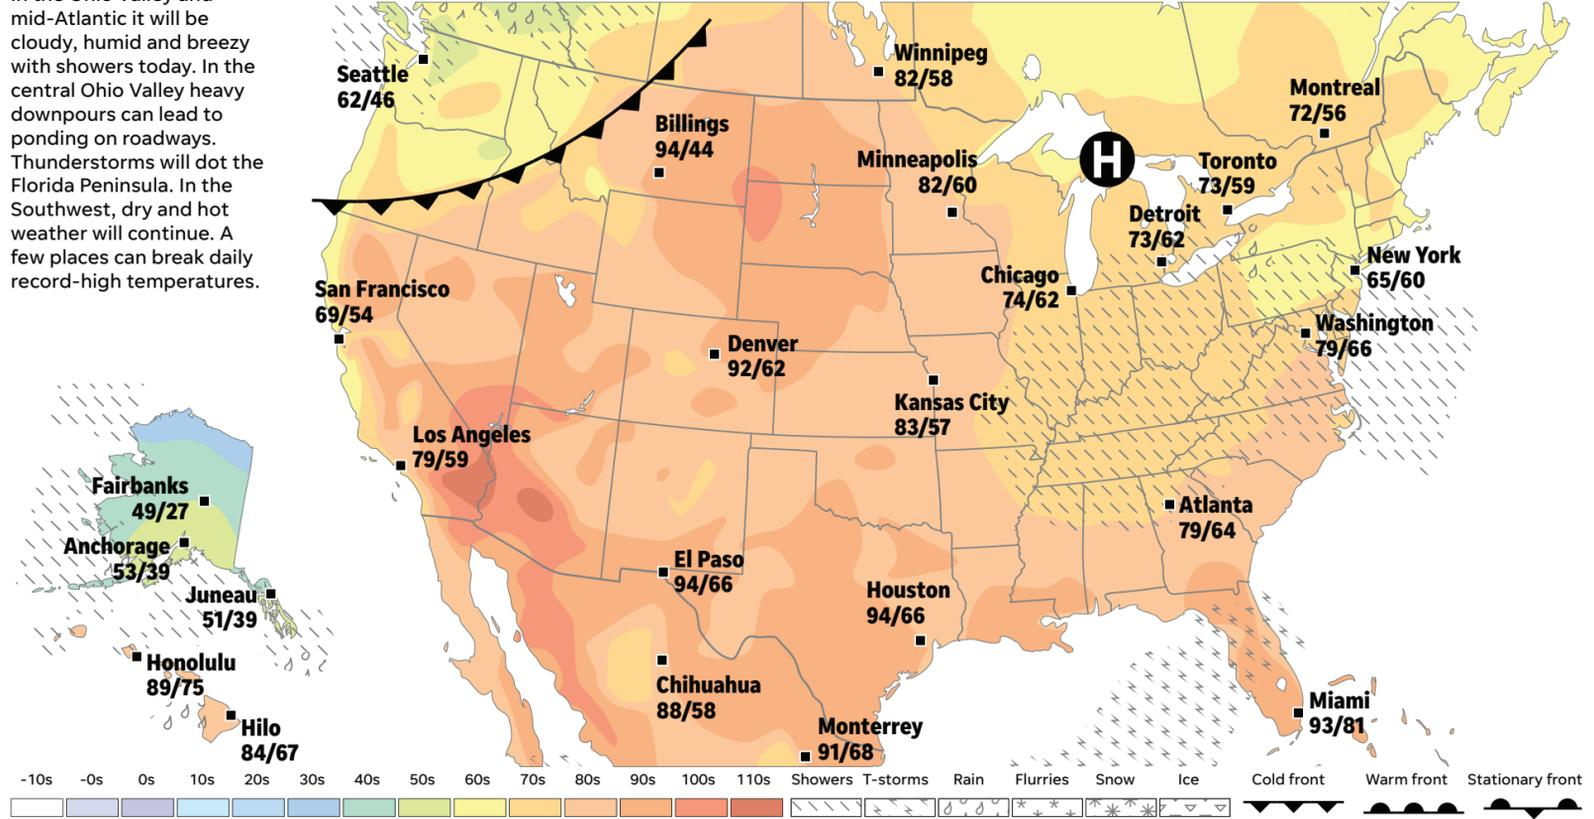 in the Ohio Valley and
mid-Atlantic it will be
cloudy, humid and breezy
with showers today. In the
central Ohio Valley heavy
downpours can lead to
ponding on roadways.
Thunderstorms will dot the
Florida Peninsula. In the
Southwest, dry and hot
weather will continue. A
few places can break daily
record-high temperatures.
Seattle
62/46
Billings
94/44
Winnipeg
82/58
Minneapolis
82/60
H
Montreal
72/56
Toronto
73/59
Detroit
73/62
New York
65/60
Chicago
74/62
Washington
79/66
San Francisco
69/54
Denver
92/62
Kansas City
83/57
Los Angeles
79/59
Atlanta
79/64
El Paso
94/66
Houston
94/66
Chihuahua
88/58
Monterrey
91/68
Miami
93/81
Fairbanks
49/27
Anchorage
53/39
Juneau
51/39
Honolulu
89/75
Hilo
84/67
-10s -0s 0s 10s 20s 30s 40s 50s 60s 70s 80s 90s 100s 110s Showers T-storms Rain Flurries Snow Ice Cold front Warm front Stationary front